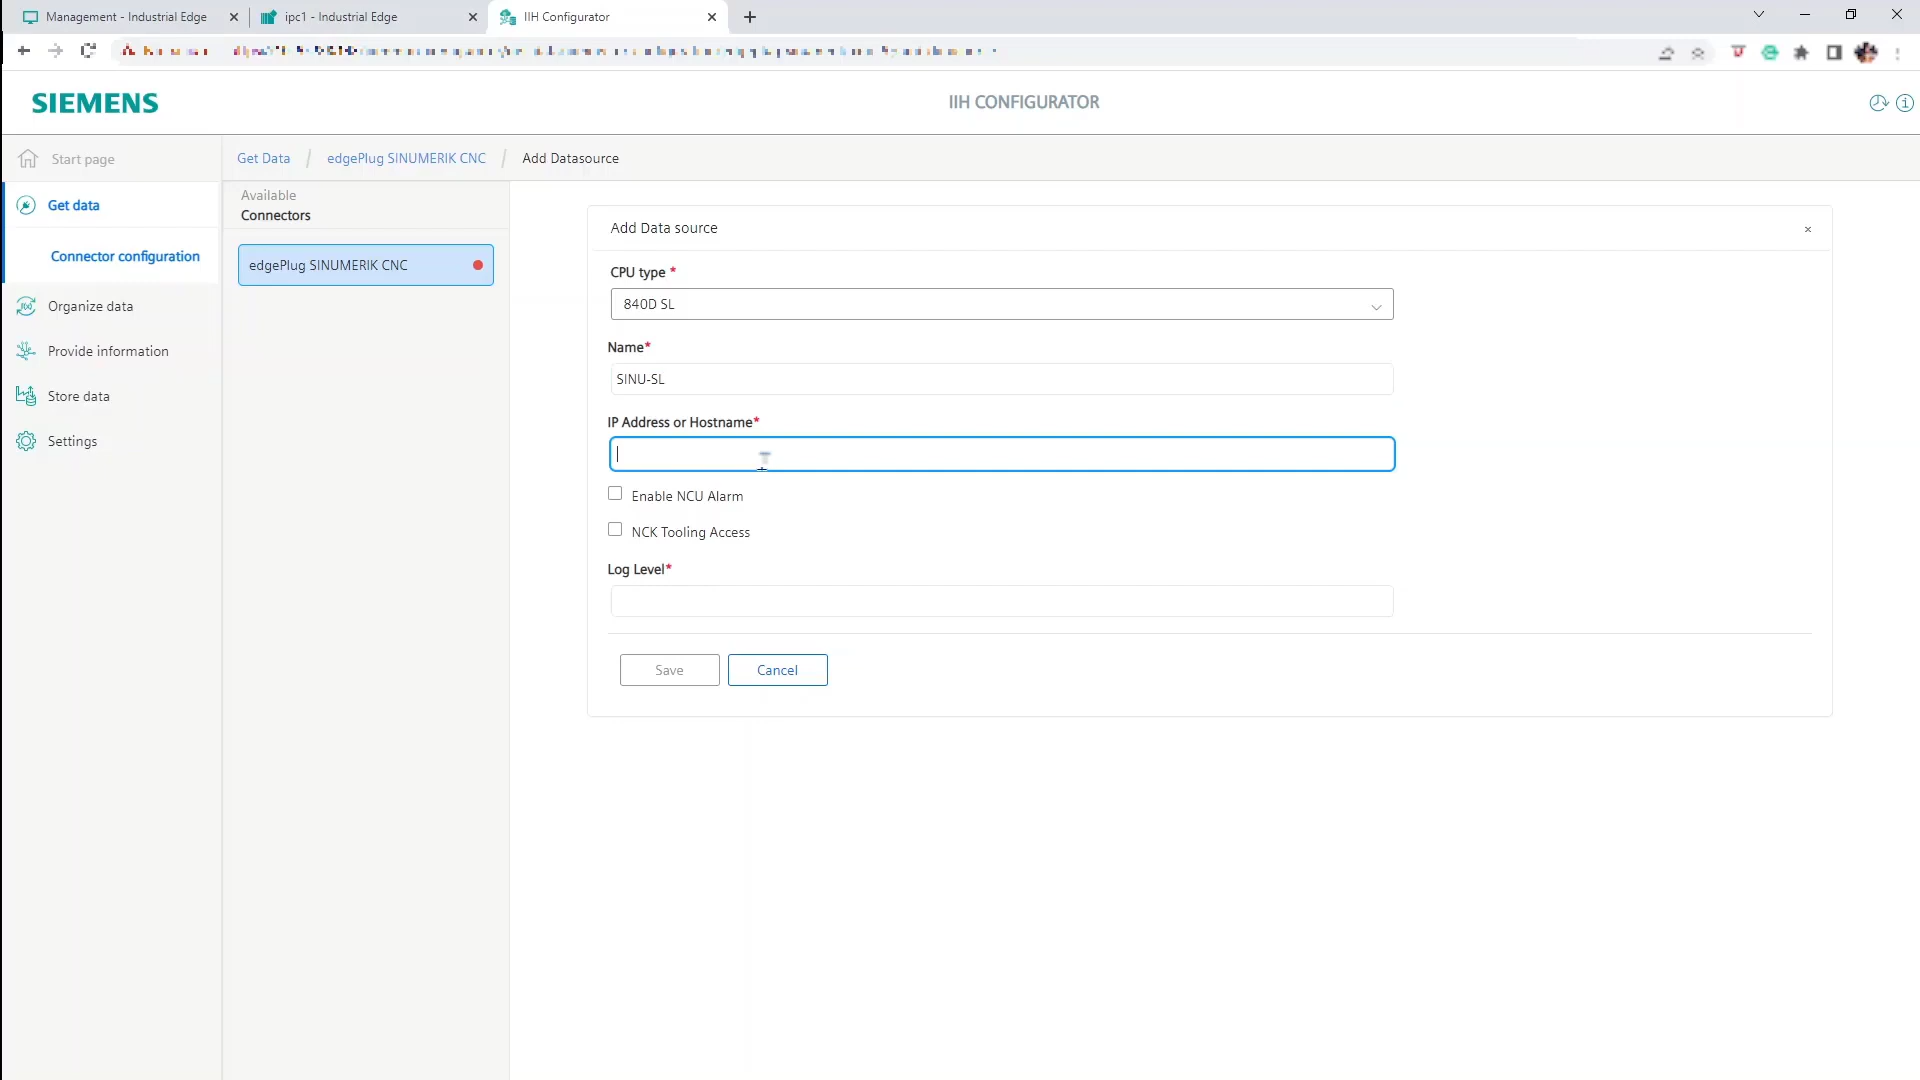 Management - Industrial Edge
ipc1 - Industrial Edge
IIH Configurator
SIEMENS
IIH CONFIGURATOR
Start page
Get data
Connector configuration
Organize data
Provide information
Store data
Settings
Get Data / edgePlug SINUMERIK CNC / Add Datasource
Available
Connectors
edgePlug SINUMERIK CNC
Add Data source
CPU type *
840D SL
Name*
SINU-SL
IP Address or Hostname*
Enable NCU Alarm
NCK Tooling Access
Log Level*
Save
Cancel